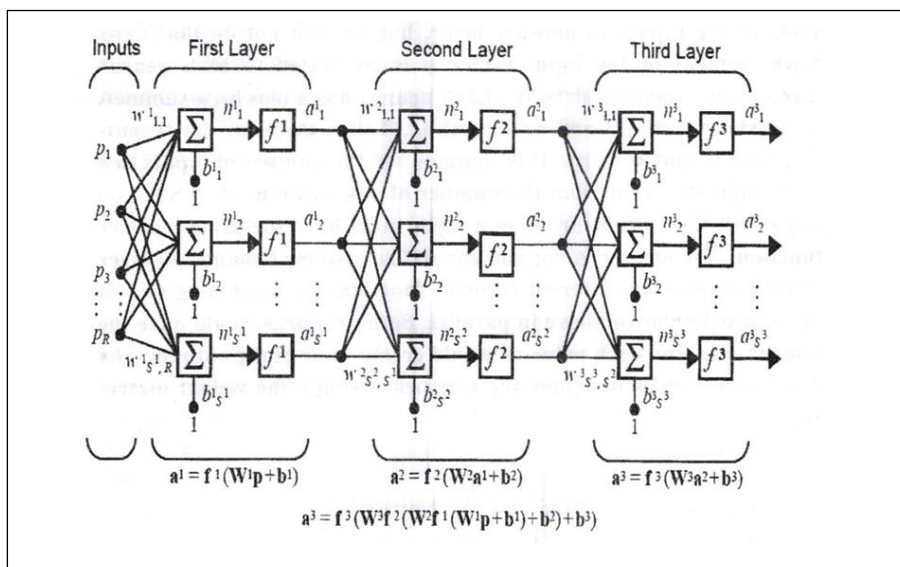 Inputs First Layer Second Layer Third Layer
w¹1,1 n¹1 a¹1 w²1,1 n²1 a²1 w³1,1 n³1 a³1
p1 Σ f1 Σ f2 Σ f3
b¹1 b²1 b³1
1 1 1
p2 n¹2 a¹2 n²2 a²2 n³2 a³2
Σ f1 Σ f2 Σ f3
p3 b¹2 b²2 b³2
1 1 1
pR n¹S¹ a¹S¹ n²S² a²S² n³S³ a³S³
w¹S¹,R Σ f1 w²S²,S¹ Σ f2 w³S³,S² Σ f3
b¹S¹ b²S² b³S³
1 1 1
a¹ = f¹(W¹p+b¹) a² = f²(W²a¹+b²) a³ = f³(W³a²+b³)
a³ = f³(W³f²(W²f¹(W¹p+b¹)+b²)+b³)